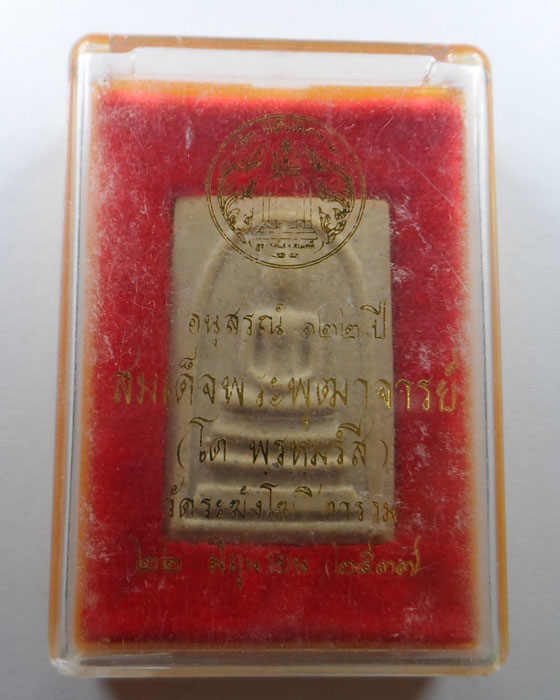 อนุสรณ์ ๑๒๒ ปี
สมเด็จพระพุฒาจารย์
(โต พฺรหฺมรํสี)
วัดระฆังโฆสิตาราม
๒๒ มิถุนายน ๒๕๓๗